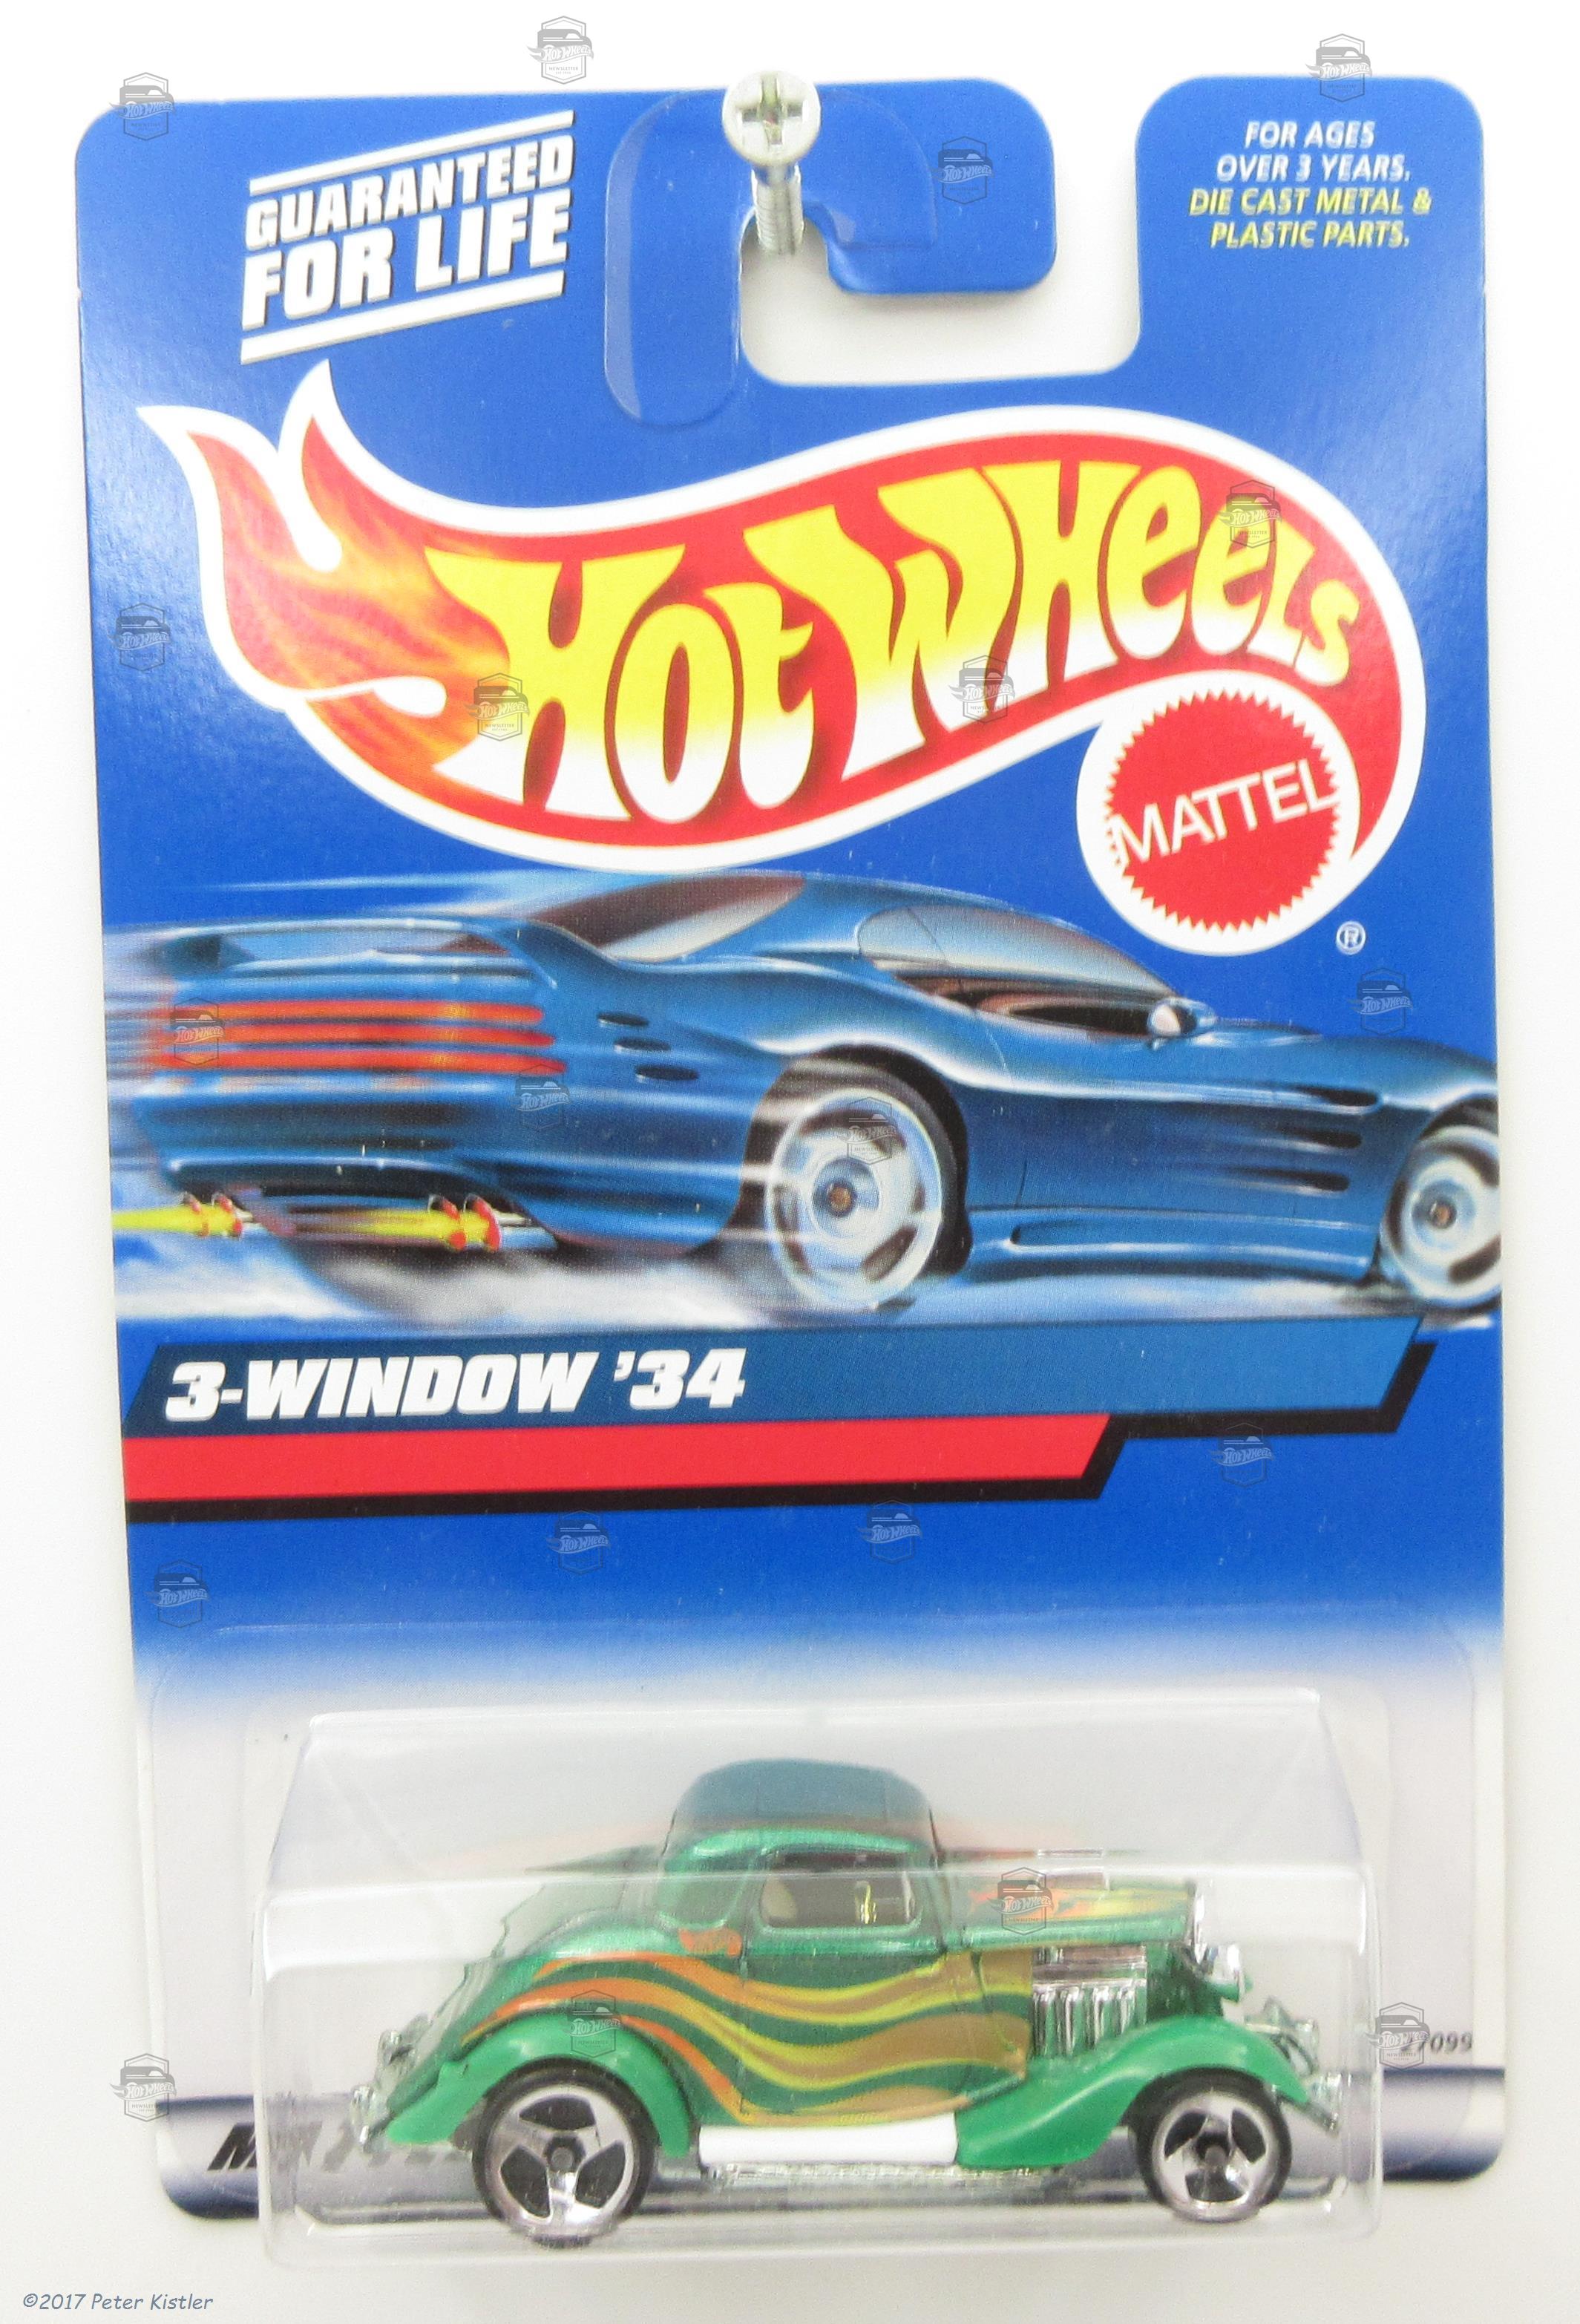 GUARANTEED
FOR LIFE
FOR AGES
OVER 3 YEARS.
DIE CAST METAL &
PLASTIC PARTS.
HOT WHEELS
MATTEL
®
3-WINDOW '34
27099
©2017 Peter Kistler